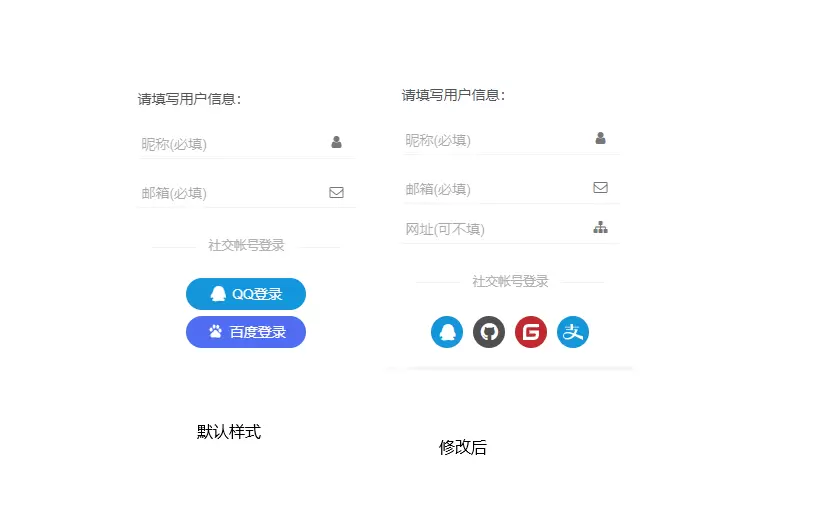 请填写用户信息：
昵称(必填)
邮箱(必填)
社交帐号登录
QQ登录
百度登录
默认样式
请填写用户信息：
昵称(必填)
邮箱(必填)
网址(可不填)
社交帐号登录
支
修改后